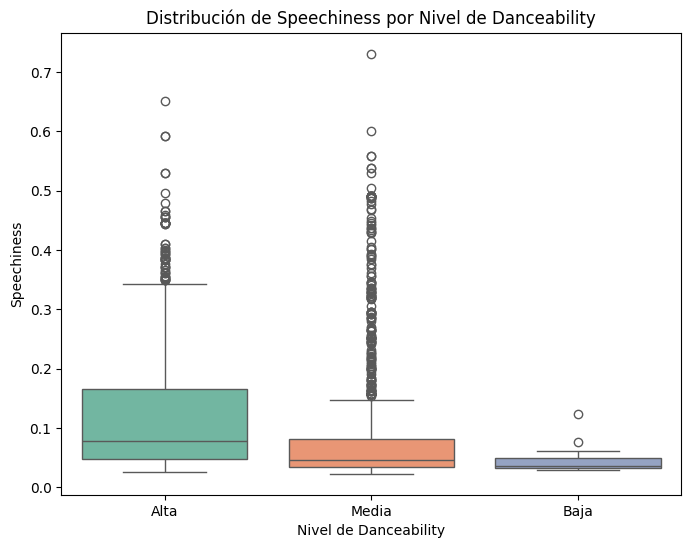 Distribución de Speechiness por Nivel de Danceability
0.7
0.6
0.5
0.4
0.3
0.2
0.1
0.0
Speechiness
Alta
Media
Baja
Nivel de Danceability